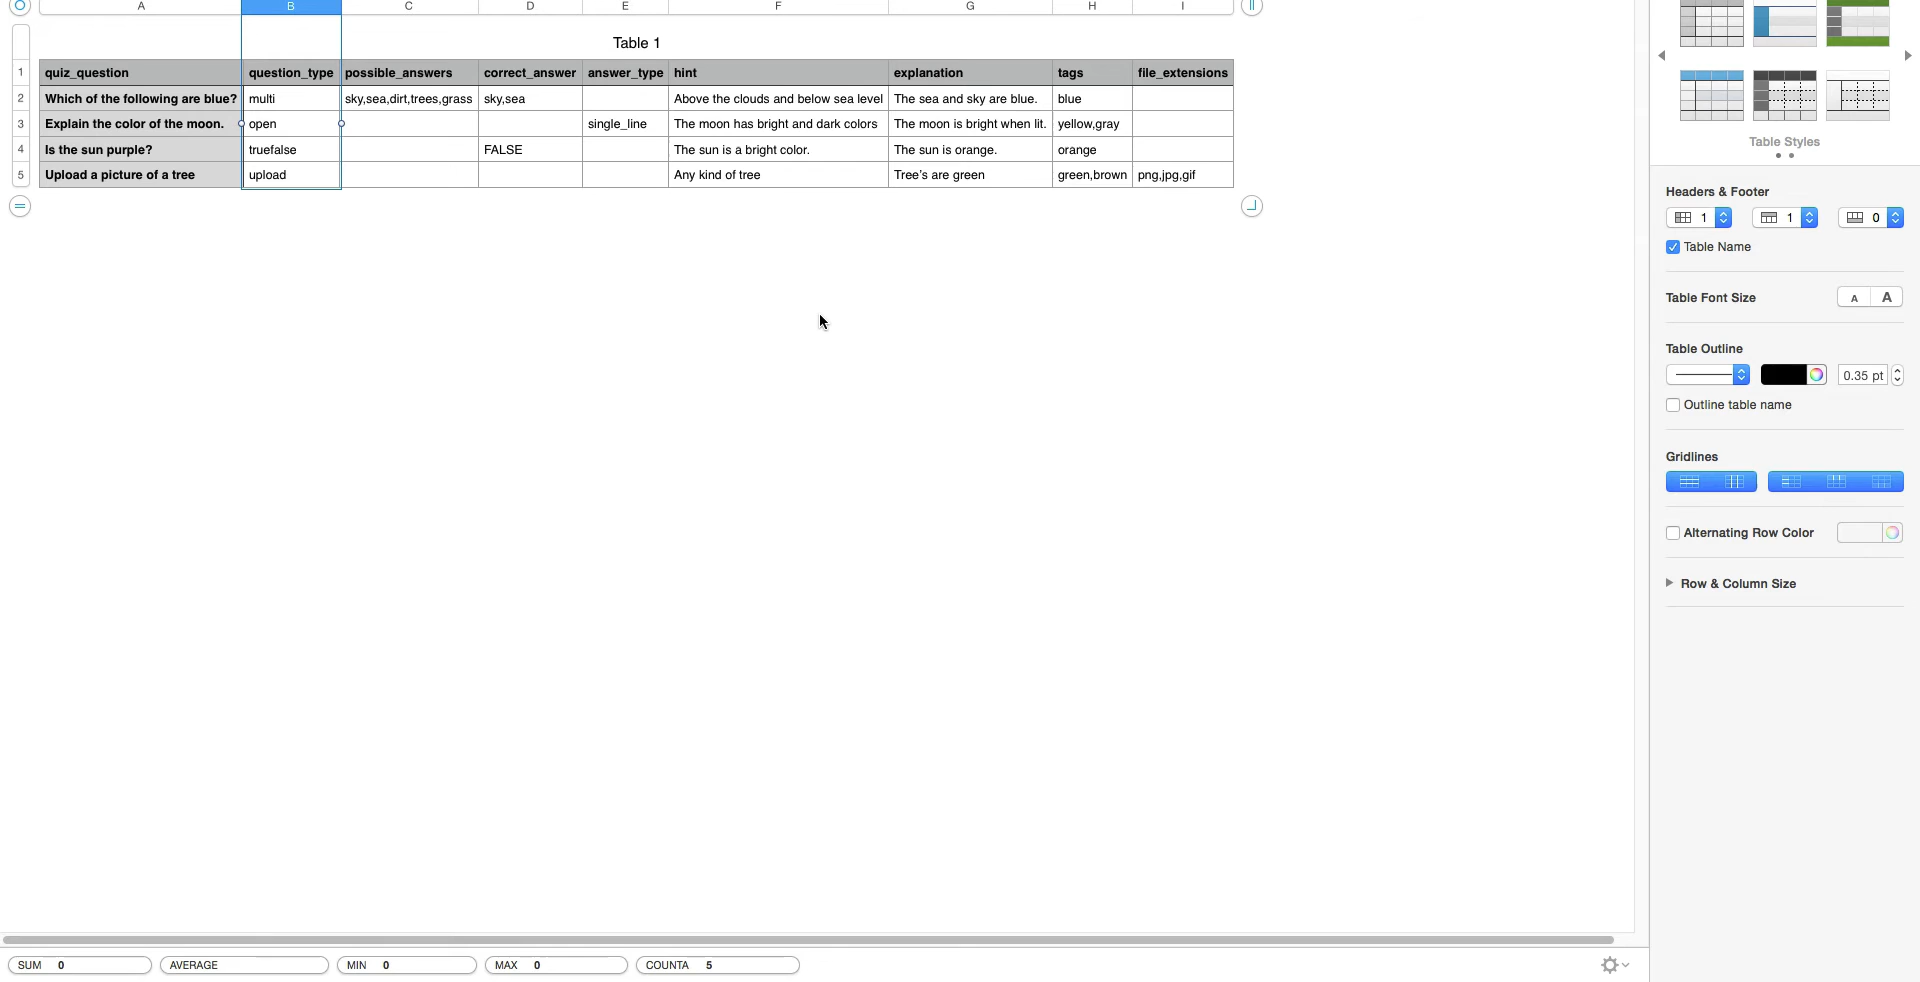 A B C D E F G H I
Table 1
1 quiz_question question_type possible_answers correct_answer answer_type hint explanation tags file_extensions
2 Which of the following are blue? multi sky,sea,dirt,trees,grass sky,sea Above the clouds and below sea level The sea and sky are blue. blue
3 Explain the color of the moon. open single_line The moon has bright and dark colors The moon is bright when lit. yellow,gray
4 Is the sun purple? truefalse FALSE The sun is a bright color. The sun is orange. orange
5 Upload a picture of a tree upload Any kind of tree Tree's are green green,brown png,jpg,gif
Table Styles
Headers & Footer
1 1 0
Table Name
Table Font Size A A
Table Outline
0.35 pt
Outline table name
Gridlines
Alternating Row Color
Row & Column Size
SUM 0 AVERAGE MIN 0 MAX 0 COUNTA 5